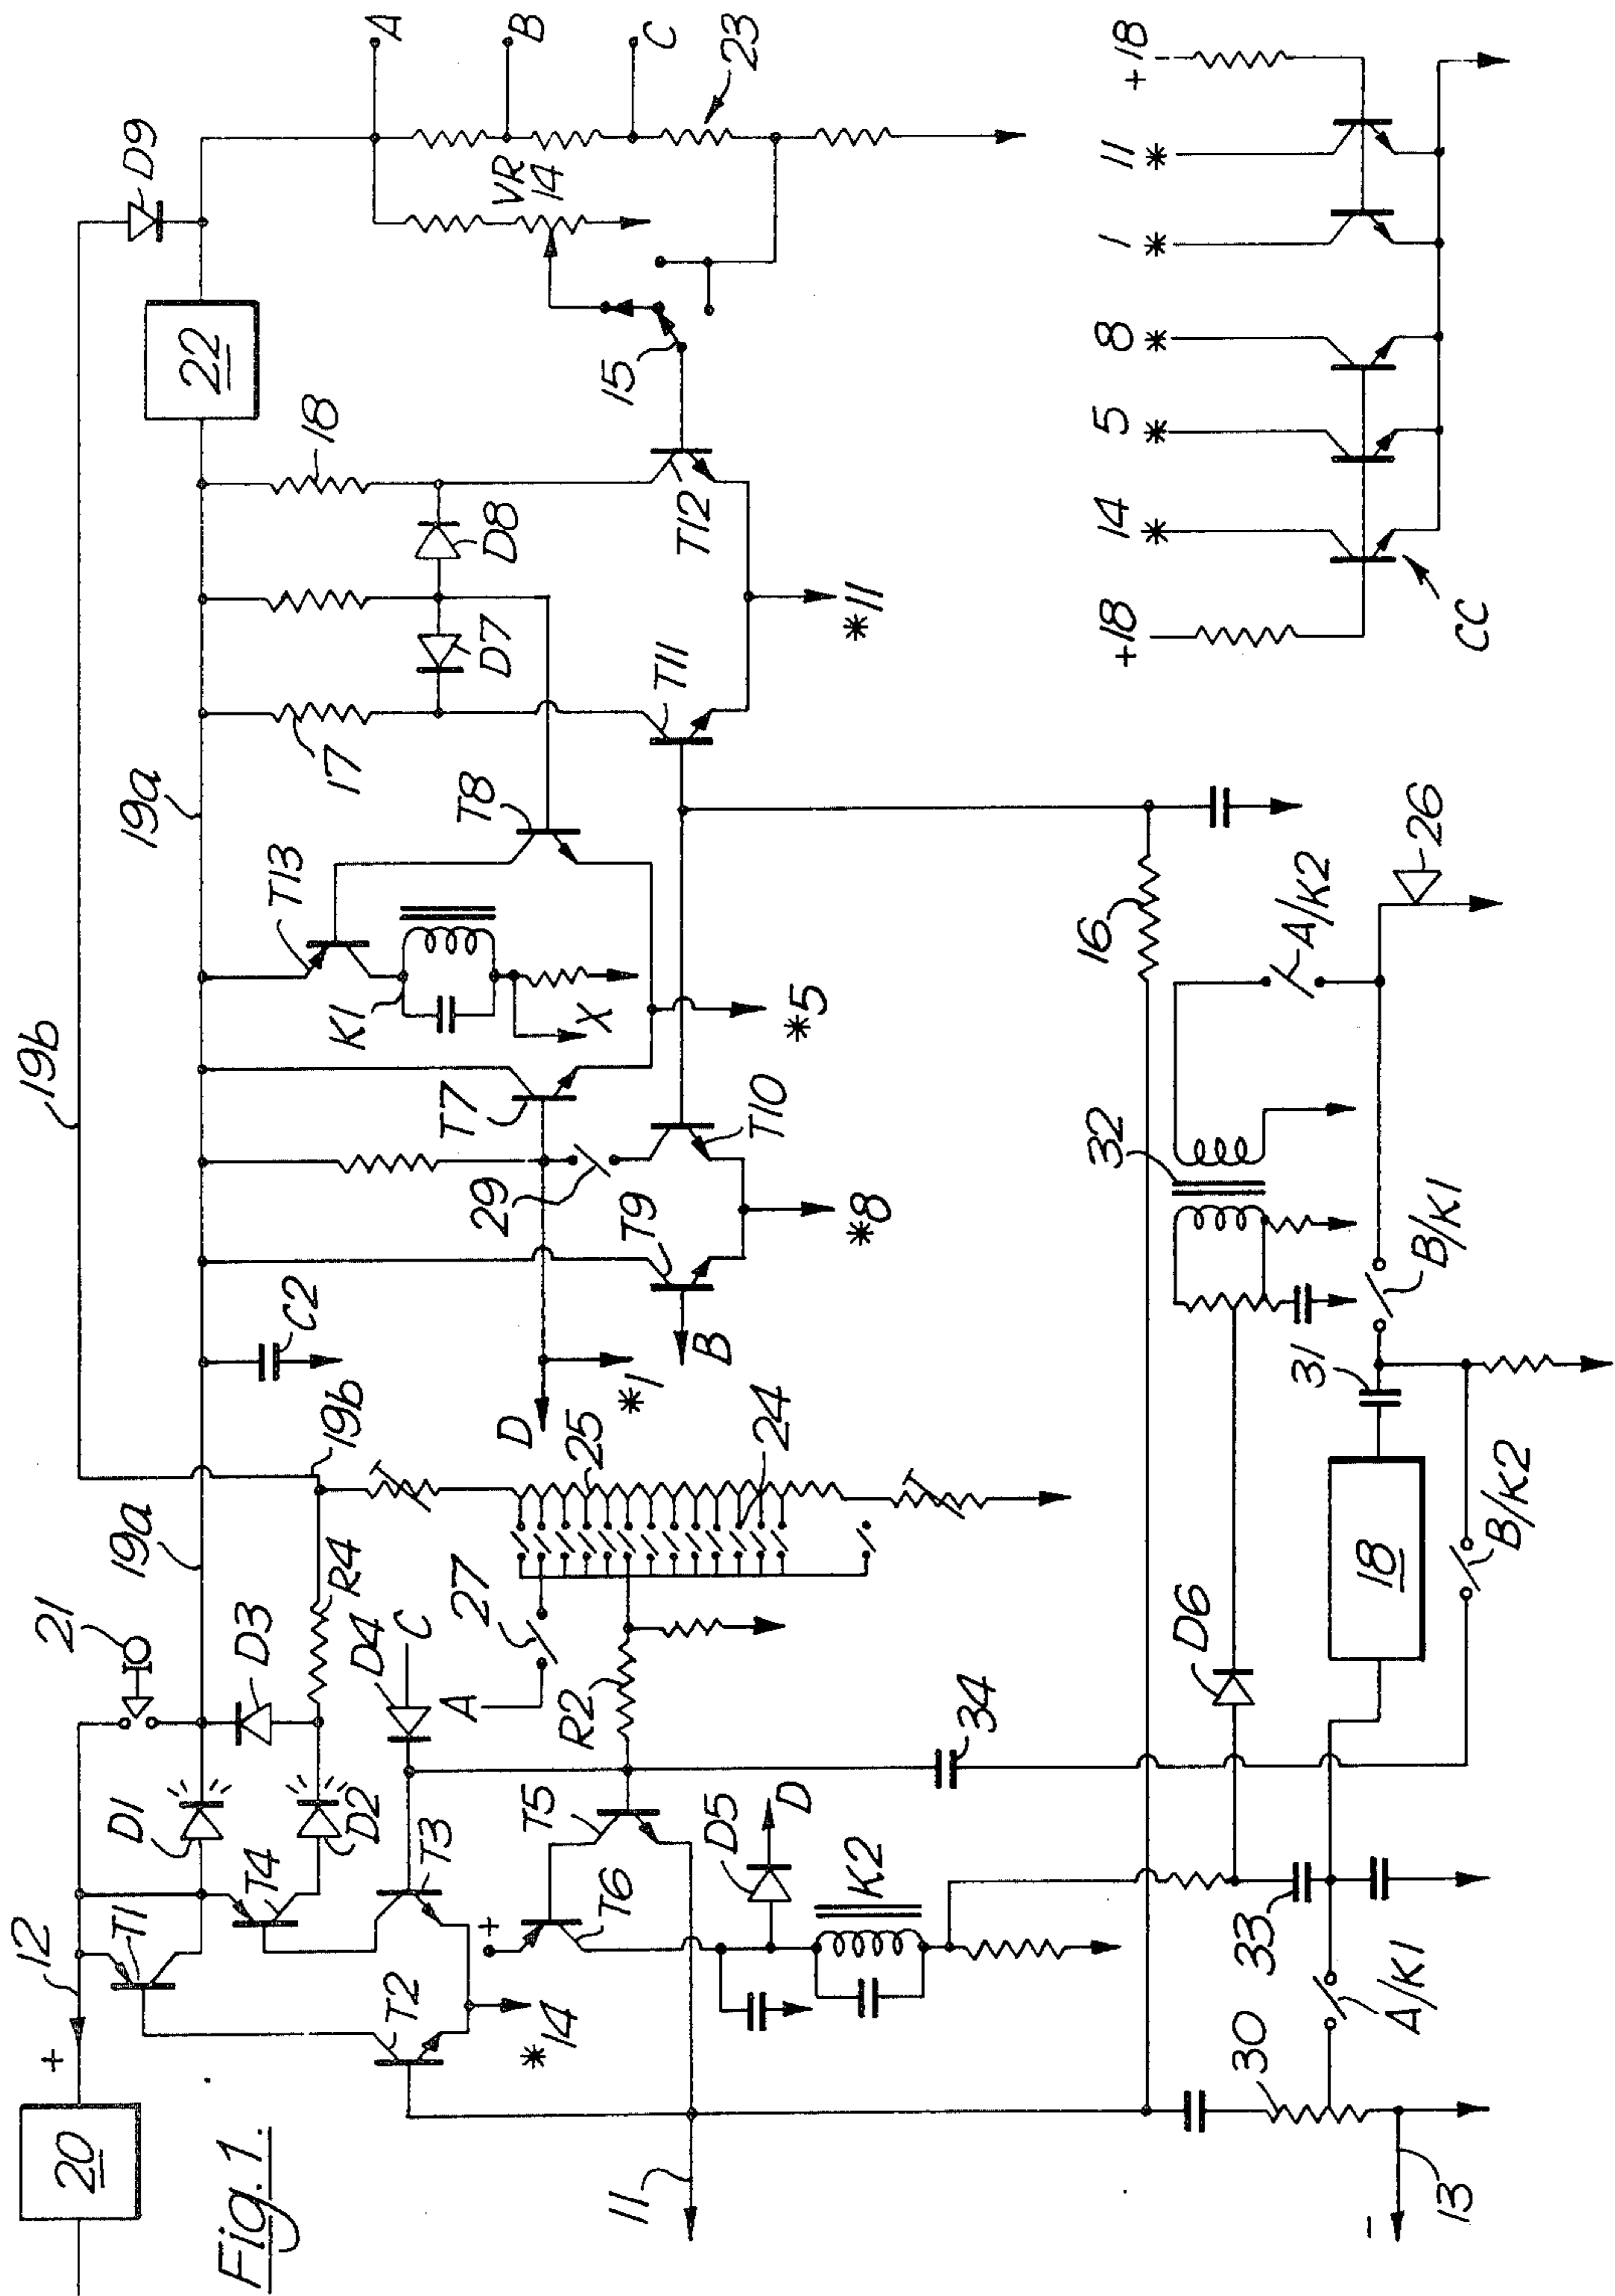 Fig. 1.
20
+
12
T1
T4
D1
D2
D3
21
R4
19a
19b
C2
19b
19a
22
D9
T2
T3
*14
D4
C
A
27
R2
T5
T6
+
D5
D
K2
25
24
D
*1
B
T9
*8
T10
29
T7
K1
X
T13
T8
*5
17
D7
D8
18
T11
T12
*11
15
VR
14
A
B
C
23
11
34
16
13
−
30
A/K1
33
D6
18
31
B/K2
32
B/K1
A/K2
26
+18
14
*
5
*
8
*
1
*
11
*
+18
CC